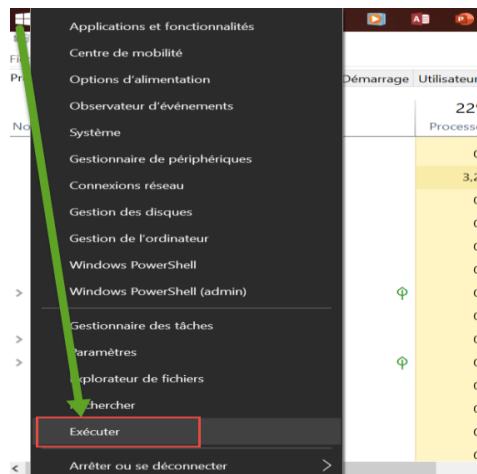 Applications et fonctionnalités
Centre de mobilité
Options d'alimentation
Observateur d'événements
Système
Gestionnaire de périphériques
Connexions réseau
Gestion des disques
Gestion de l'ordinateur
Windows PowerShell
Windows PowerShell (admin)
Gestionnaire des tâches
Paramètres
Explorateur de fichiers
Rechercher
Exécuter
Arrêter ou se déconnecter
Démarrage Utilisateur
22%
Process
3,2